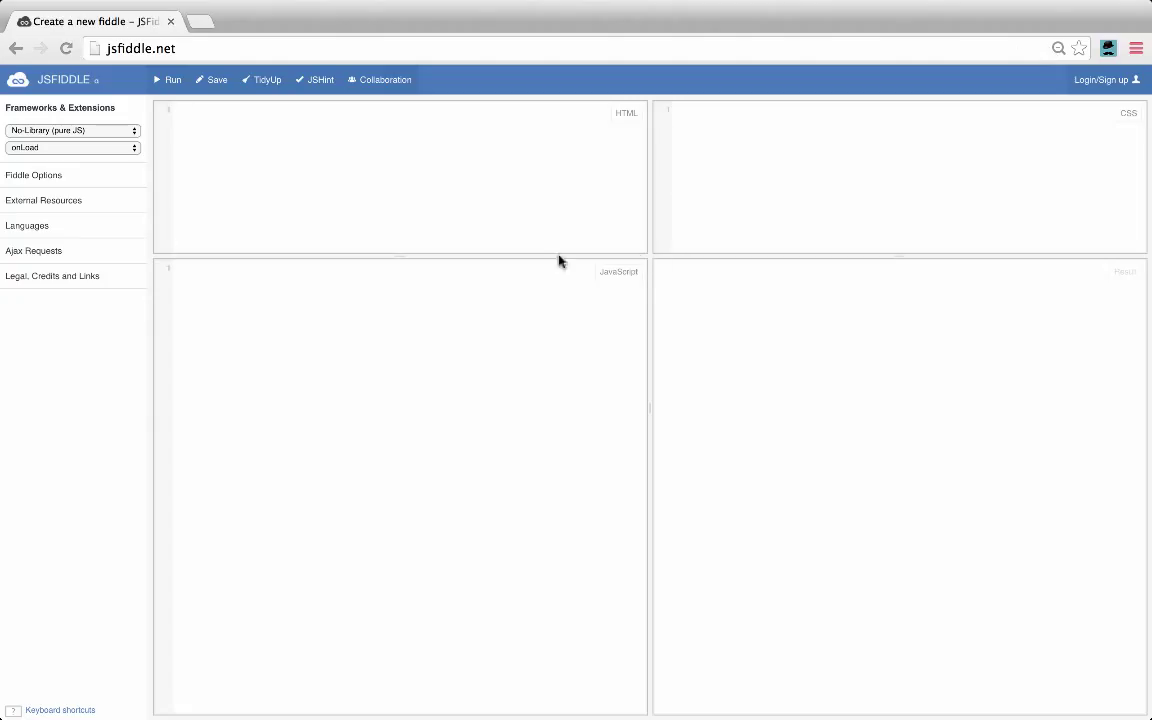 Create a new fiddle – JSFid
jsfiddle.net
JSFIDDLE α
Run
Save
TidyUp
JSHint
Collaboration
Login/Sign up
Frameworks & Extensions
No-Library (pure JS)
onLoad
Fiddle Options
External Resources
Languages
Ajax Requests
Legal, Credits and Links
1
HTML
1
CSS
1
JavaScript
Result
? Keyboard shortcuts